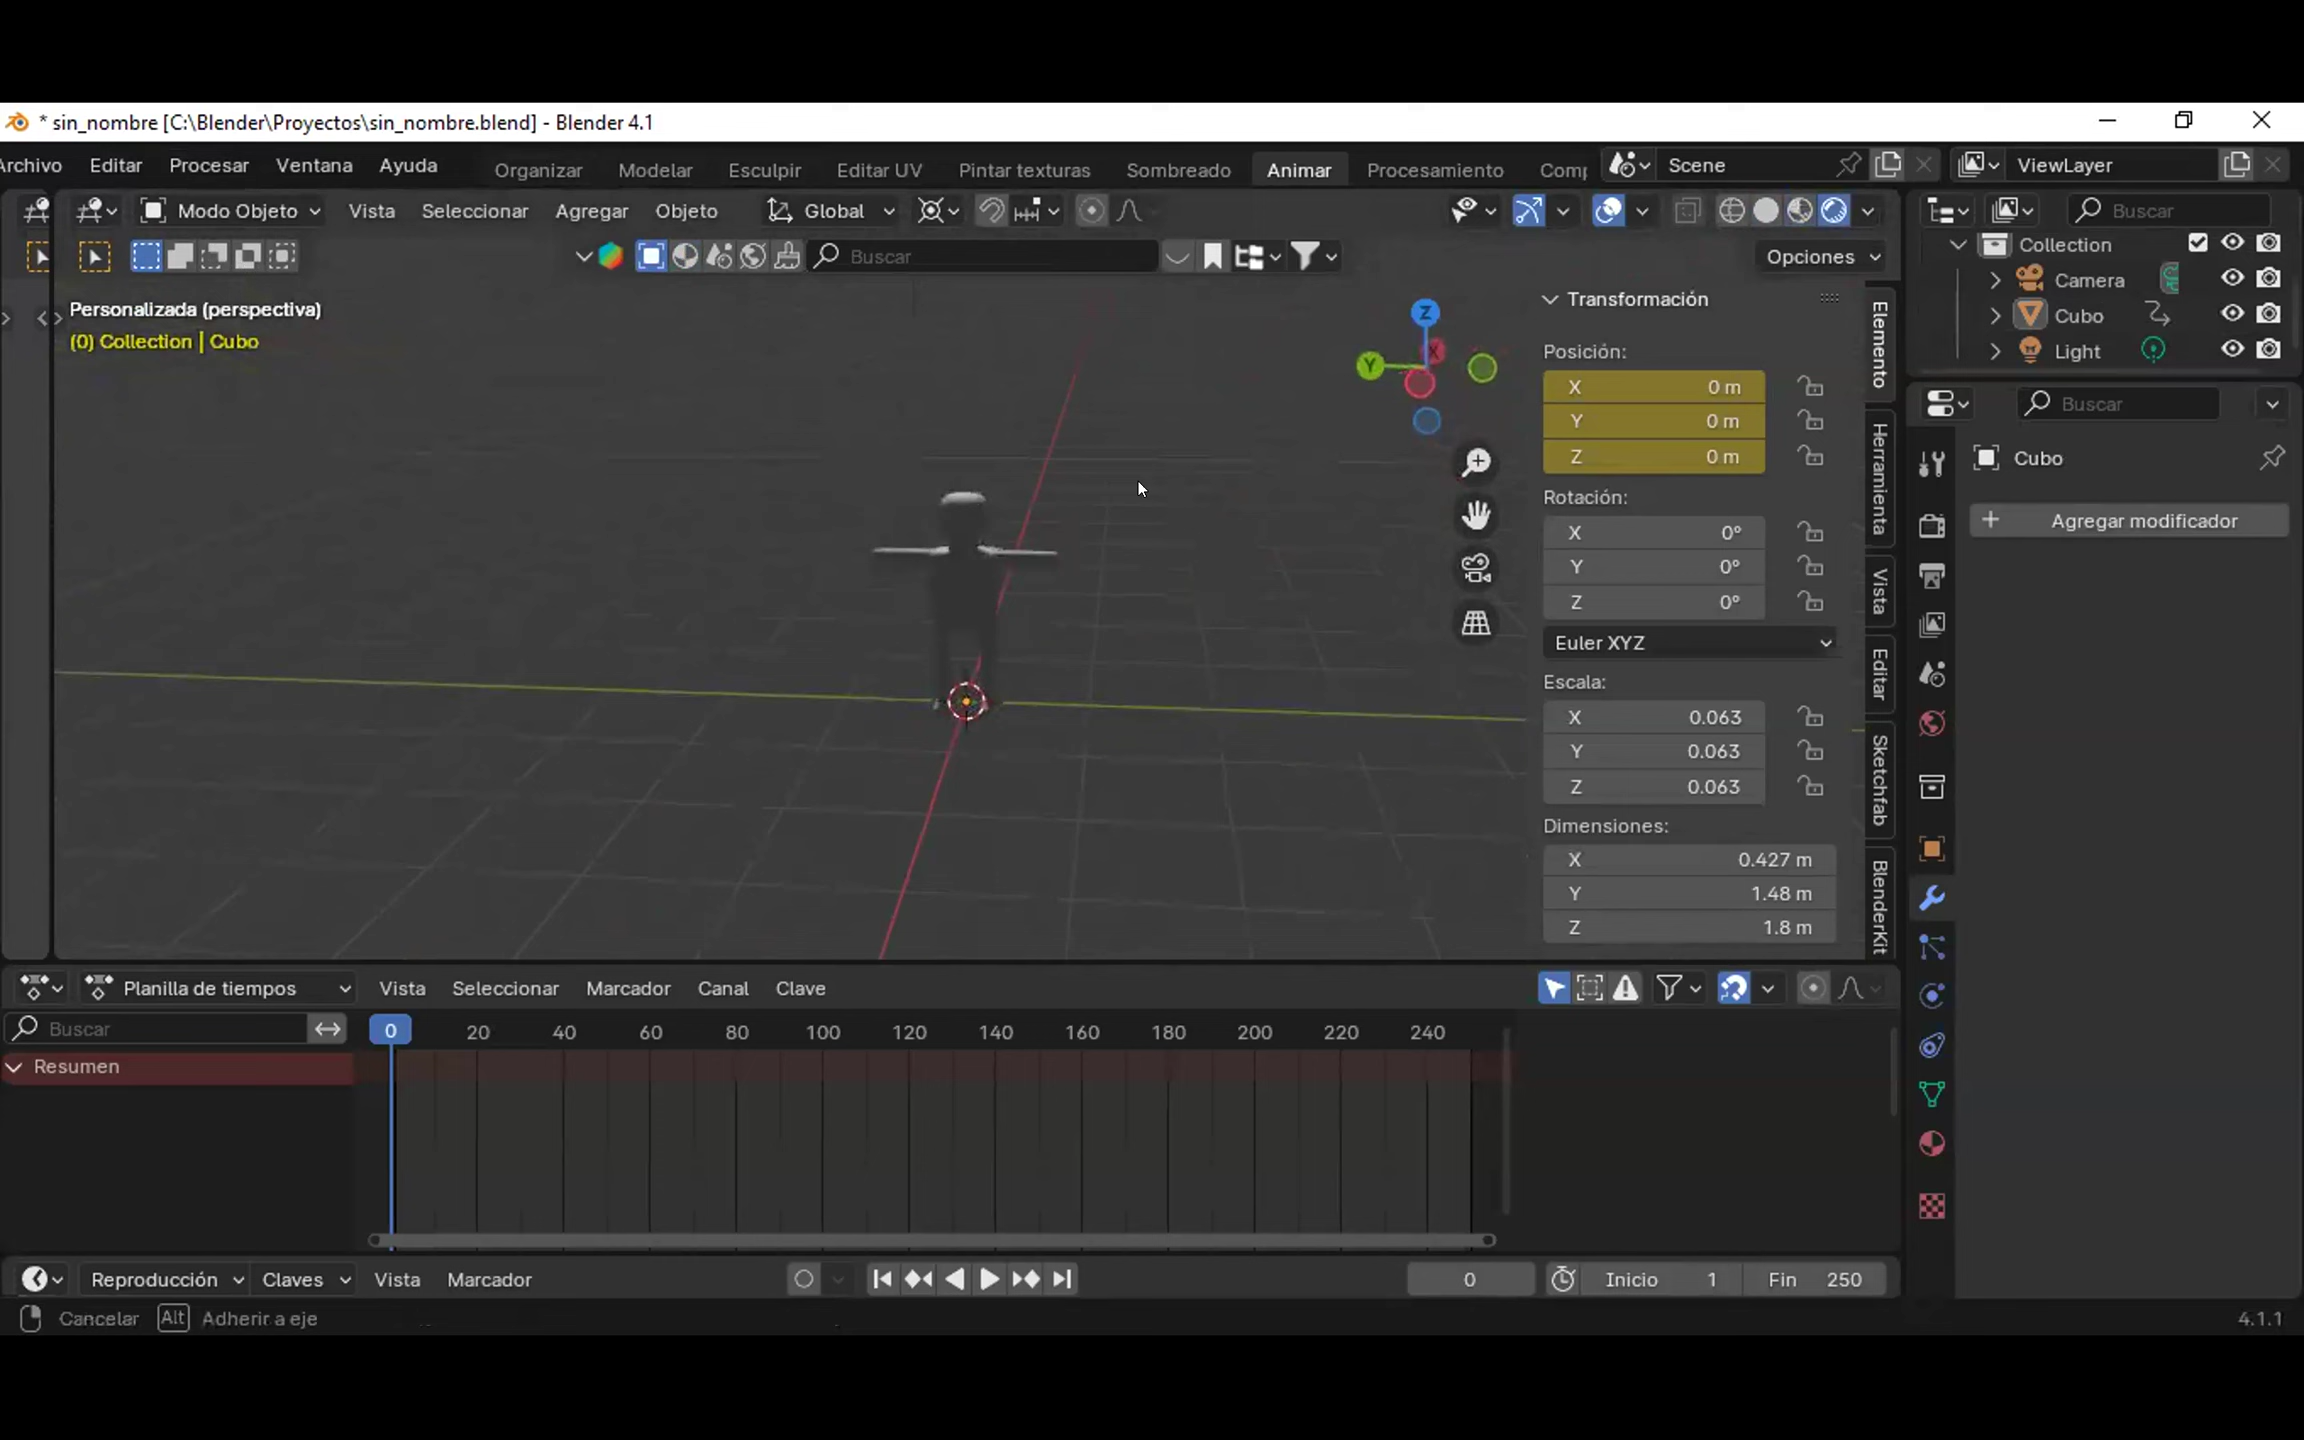 * sin_nombre [C:\Blender\Proyectos\sin_nombre.blend] - Blender 4.1
Archivo Editar Procesar Ventana Ayuda Organizar Modelar Esculpir Editar UV Pintar texturas Sombreado Animar Procesamiento Comp Scene ViewLayer
Modo Objeto Vista Seleccionar Agregar Objeto Global Buscar
Buscar Opciones
Collection
Camera
Cubo
Light
Personalizada (perspectiva)
(0) Collection | Cubo
Z
Y
X
Transformación
Posición:
X 0 m
Y 0 m
Z 0 m
Rotación:
X 0°
Y 0°
Z 0°
Euler XYZ
Escala:
X 0.063
Y 0.063
Z 0.063
Dimensiones:
X 0.427 m
Y 1.48 m
Z 1.8 m
Elemento
Herramienta
Vista
Editar
Sketchfab
BlenderKit
Buscar
Cubo
+ Agregar modificador
Planilla de tiempos Vista Seleccionar Marcador Canal Clave
Buscar 0 20 40 60 80 100 120 140 160 180 200 220 240
Resumen
Reproducción Claves Vista Marcador 0 Inicio 1 Fin 250
Cancelar Alt Adherir a eje 4.1.1